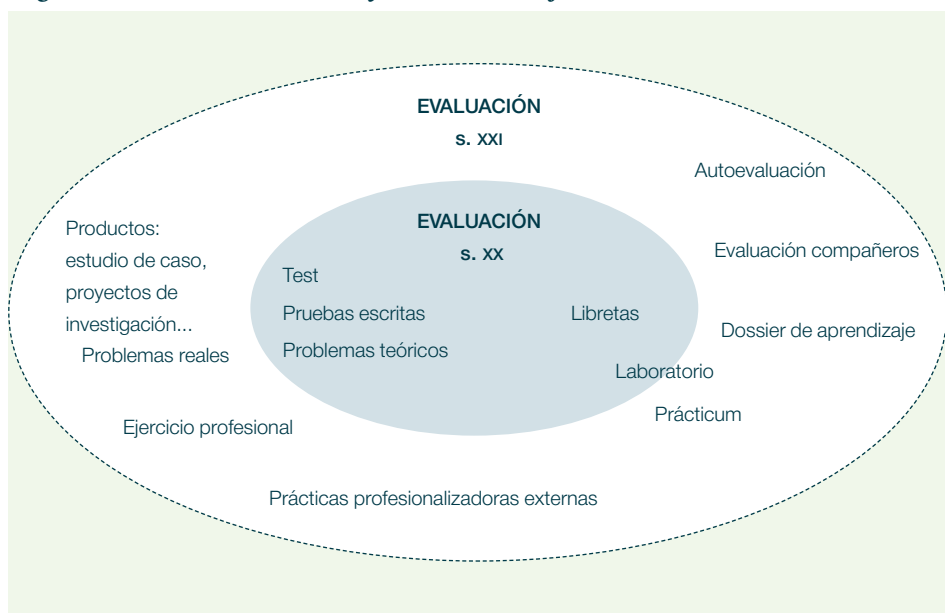 EVALUACIÓN
s. XXI
Autoevaluación
EVALUACIÓN
s. XX
Productos:
estudio de caso,
proyectos de
investigación...
Problemas reales
Test
Pruebas escritas
Problemas teóricos
Libretas
Evaluación compañeros
Dossier de aprendizaje
Laboratorio
Prácticum
Ejercicio profesional
Prácticas profesionalizadoras externas